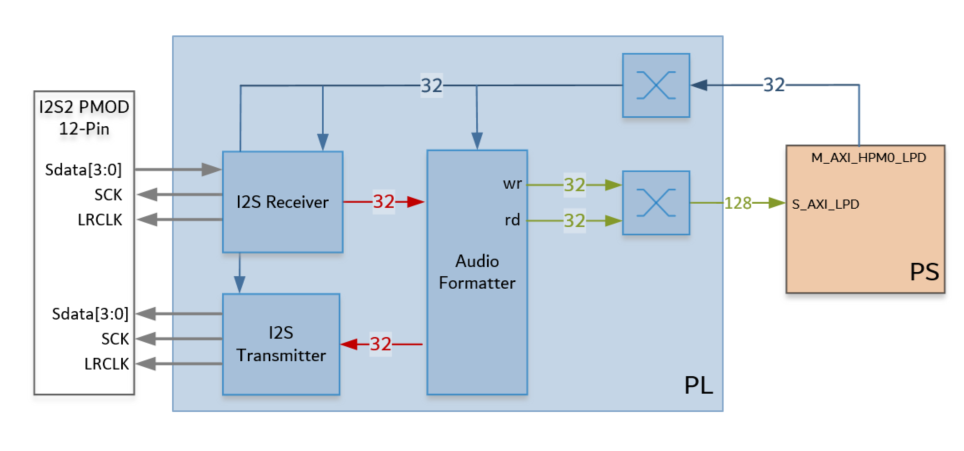 32
32
I2S2 PMOD
12-Pin
M_AXI_HPM0_LPD
Sdata[3:0]
SCK
LRCLK
I2S Receiver
32
wr
32
rd
32
128
S_AXI_LPD
Audio
Formatter
PS
Sdata[3:0]
SCK
LRCLK
I2S
Transmitter
32
PL